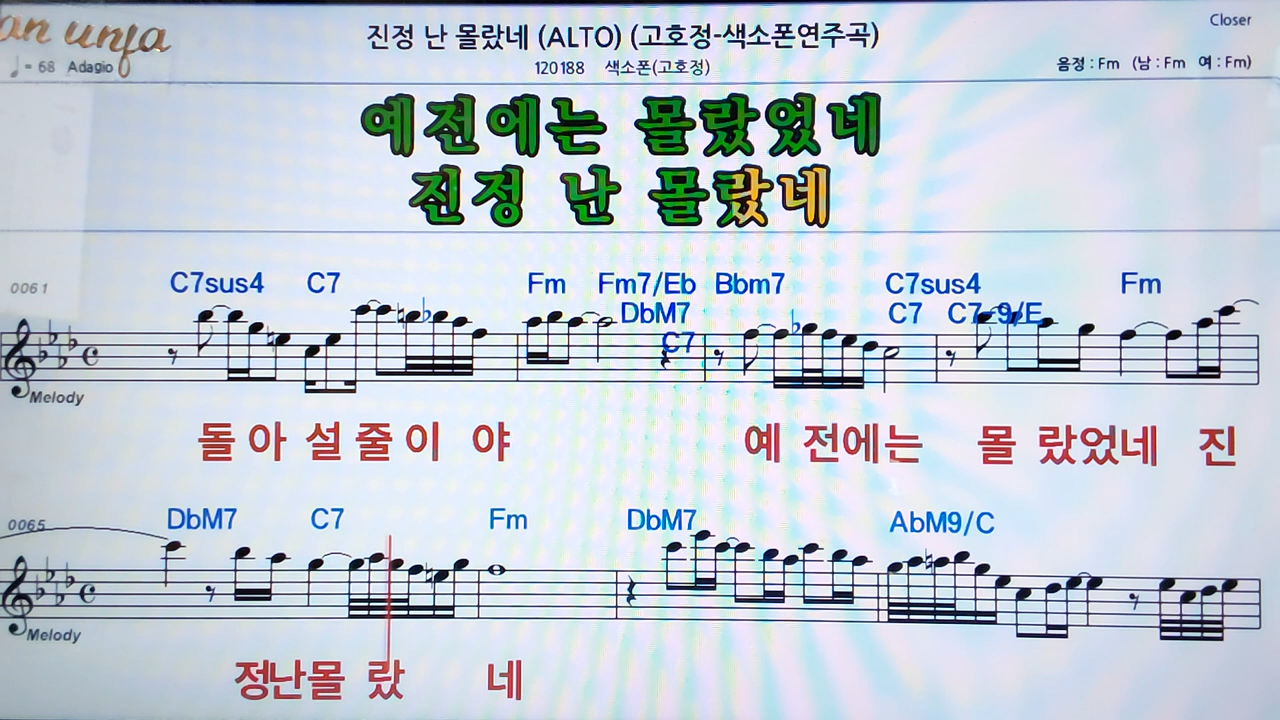 Closer
진정 난 몰랐네 (ALTO) (고호정-색소폰연주곡)
♩= 68 Adagio
120188 색소폰(고호정)
음정 : Fm (남 : Fm 여 : Fm)
예전에는 몰랐었네
진정 난 몰랐네
0061
C7sus4 C7 Fm Fm7/Eb Bbm7 C7sus4 Fm
DbM7 C7 C7-9/E
C7
Melody
돌 아 설 줄 이 야 예 전에는 몰 랐었네 진
0065
DbM7 C7 Fm DbM7 AbM9/C
Melody
정난몰 랐 네